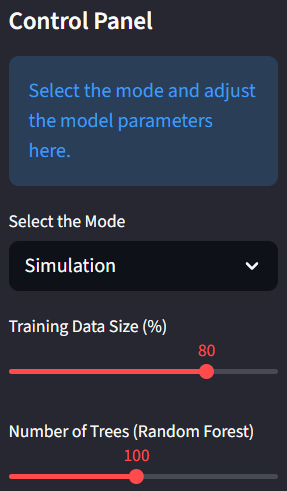 Control Panel
Select the mode and adjust
the model parameters
here.
Select the Mode
Simulation
Training Data Size (%)
80
Number of Trees (Random Forest)
100